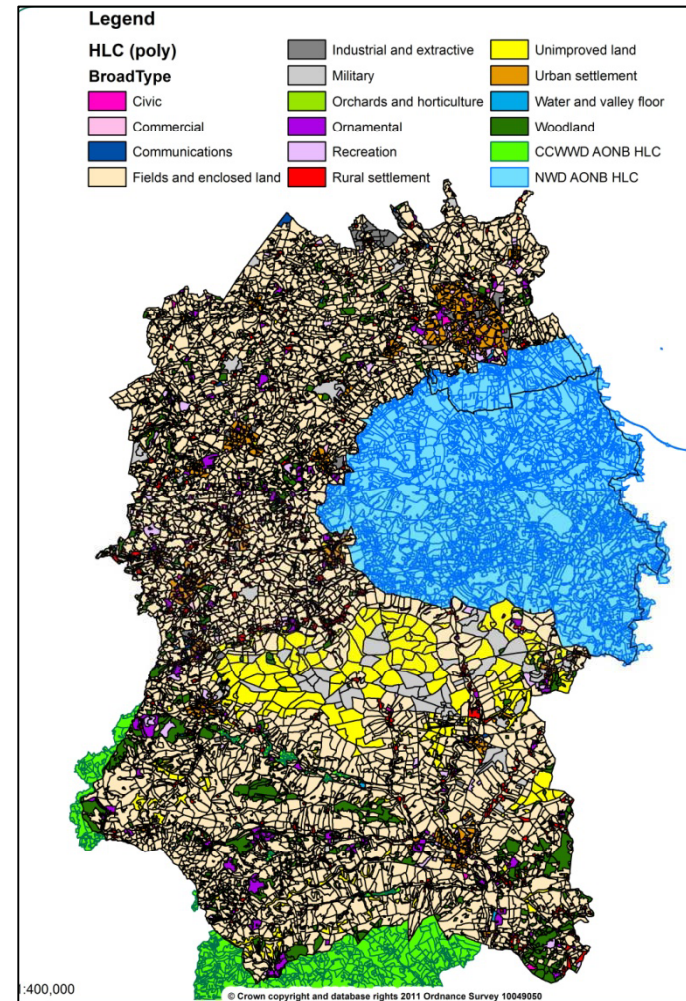 Legend
HLC (poly)
BroadType
Civic
Commercial
Communications
Fields and enclosed land
Industrial and extractive
Military
Orchards and horticulture
Ornamental
Recreation
Rural settlement
Unimproved land
Urban settlement
Water and valley floor
Woodland
CCWWD AONB HLC
NWD AONB HLC
1:400,000
© Crown copyright and database rights 2011 Ordnance Survey 10049050